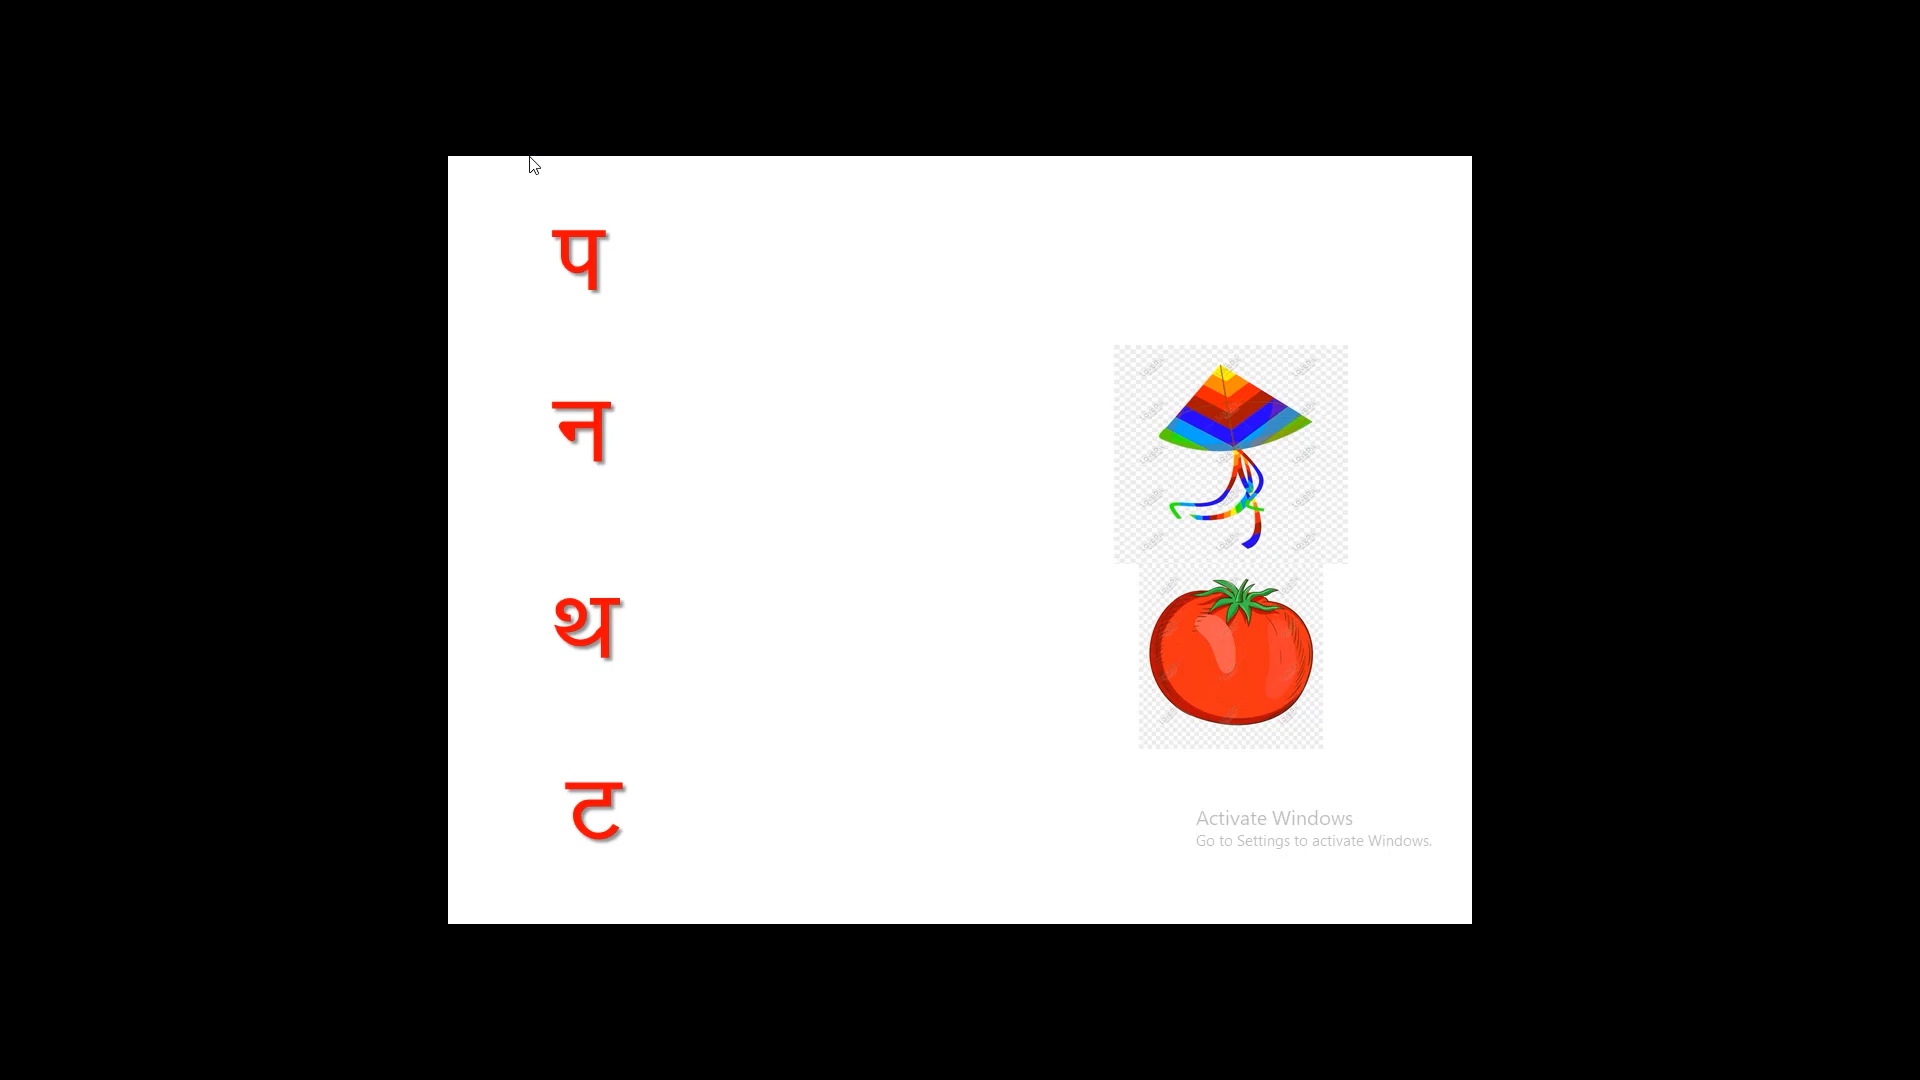 प
न
थ
ट
Activate Windows
Go to Settings to activate Windows.